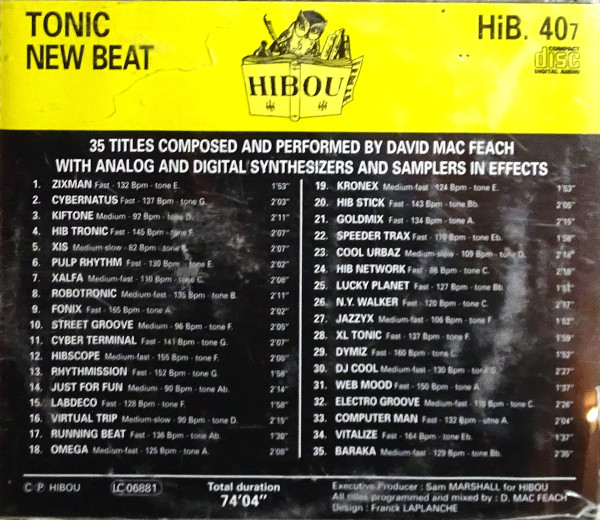 TONIC
NEW BEAT
HIBOU
HiB. 407
COMPACT
disc
DIGITAL AUDIO
35 TITLES COMPOSED AND PERFORMED BY DAVID MAC FEACH
WITH ANALOG AND DIGITAL SYNTHESIZERS AND SAMPLERS IN EFFECTS
1. ZIXMAN Fast - 132 Bpm - tone E. 1'53"
2. CYBERNATUS Fast - 137 Bpm - tone G. 2'03"
3. KIFTONE Medium - 92 Bpm - tone D. 2'11"
4. HIB TRONIC Fast - 145 Bpm - tone F. 2'07"
5. XIS Medium-slow - 82 Bpm - tone 2'07"
6. PULP RHYTHM Fast - 130 Bpm - tone E. 2'02"
7. XALFA Medium-fast - 110 Bpm - tone C. 2'08"
8. ROBOTRONIC Medium-fast - 135 Bpm - tone B. 2'11"
9. FONIX Fast - 165 Bpm - tone A. 2'02"
10. STREET GROOVE Medium - 96 Bpm - tone F. 2'05"
11. CYBER TERMINAL Fast - 141 Bpm - tone G. 2'07"
12. HIBSCOPE Medium-fast - 155 Bpm - tone F. 2'00"
13. RHYTHMISSION Fast - 152 Bpm - tone G. 1'58"
14. JUST FOR FUN Medium - 90 Bpm - tone Ab. 2'14"
15. LABDECO Fast - 128 Bpm - tone F. 1'58"
16. VIRTUAL TRIP Medium-slow - 90 Bpm - tone D. 2'15"
17. RUNNING BEAT Fast - 136 Bpm - tone Ab. 1'30"
18. OMEGA Medium-fast - 125 Bpm - tone A. 2'08"
19. KRONEX Medium-fast - 124 Bpm - tone E. 1'53"
20. HIB STICK Fast - 143 Bpm - tone Bb. 2'05"
21. GOLDMIX Fast - 134 Bpm - tone A. 2'15"
22. SPEEDER TRAX Fast - Bpm - tone Eb. 1'58"
23. COOL URBAZ Medium-slow - 109 Bpm - tone D. 2'18"
24. HIB NETWORK Fast - Bpm - tone C. 2'18"
25. LUCKY PLANET Fast - 127 Bpm - tone Bb 1'51"
26. N.Y. WALKER Fast - 120 Bpm - tone C. 2'17"
27. JAZZYX Medium-fast - 106 Bpm - tone F. 1'52"
28. XL TONIC Fast - 137 Bpm - tone F. 1'59"
29. DYMIZ Fast - 160 Bpm - tone C. 1'52"
30. DJ COOL Medium-fast - 130 Bpm - tone 2'27"
31. WEB MOOD Fast - 150 Bpm - tone A. 1'37"
32. ELECTRO GROOVE Medium-fast - Bpm - tone C. 2'26"
33. COMPUTER MAN Fast - 132 Bpm - tone A. 2'04"
34. VITALIZE Fast - 164 Bpm - tone Eb. 1'37"
35. BARAKA Medium-fast - 129 Bpm - tone Bb. 2'35"
Ⓒ Ⓟ HIBOU
LC 06881
Total duration
74'04"
Executive Producer : Sam MARSHALL for HIBOU
All titles programmed and mixed by : D. MAC FEACH
Design : Franck LAPLANCHE